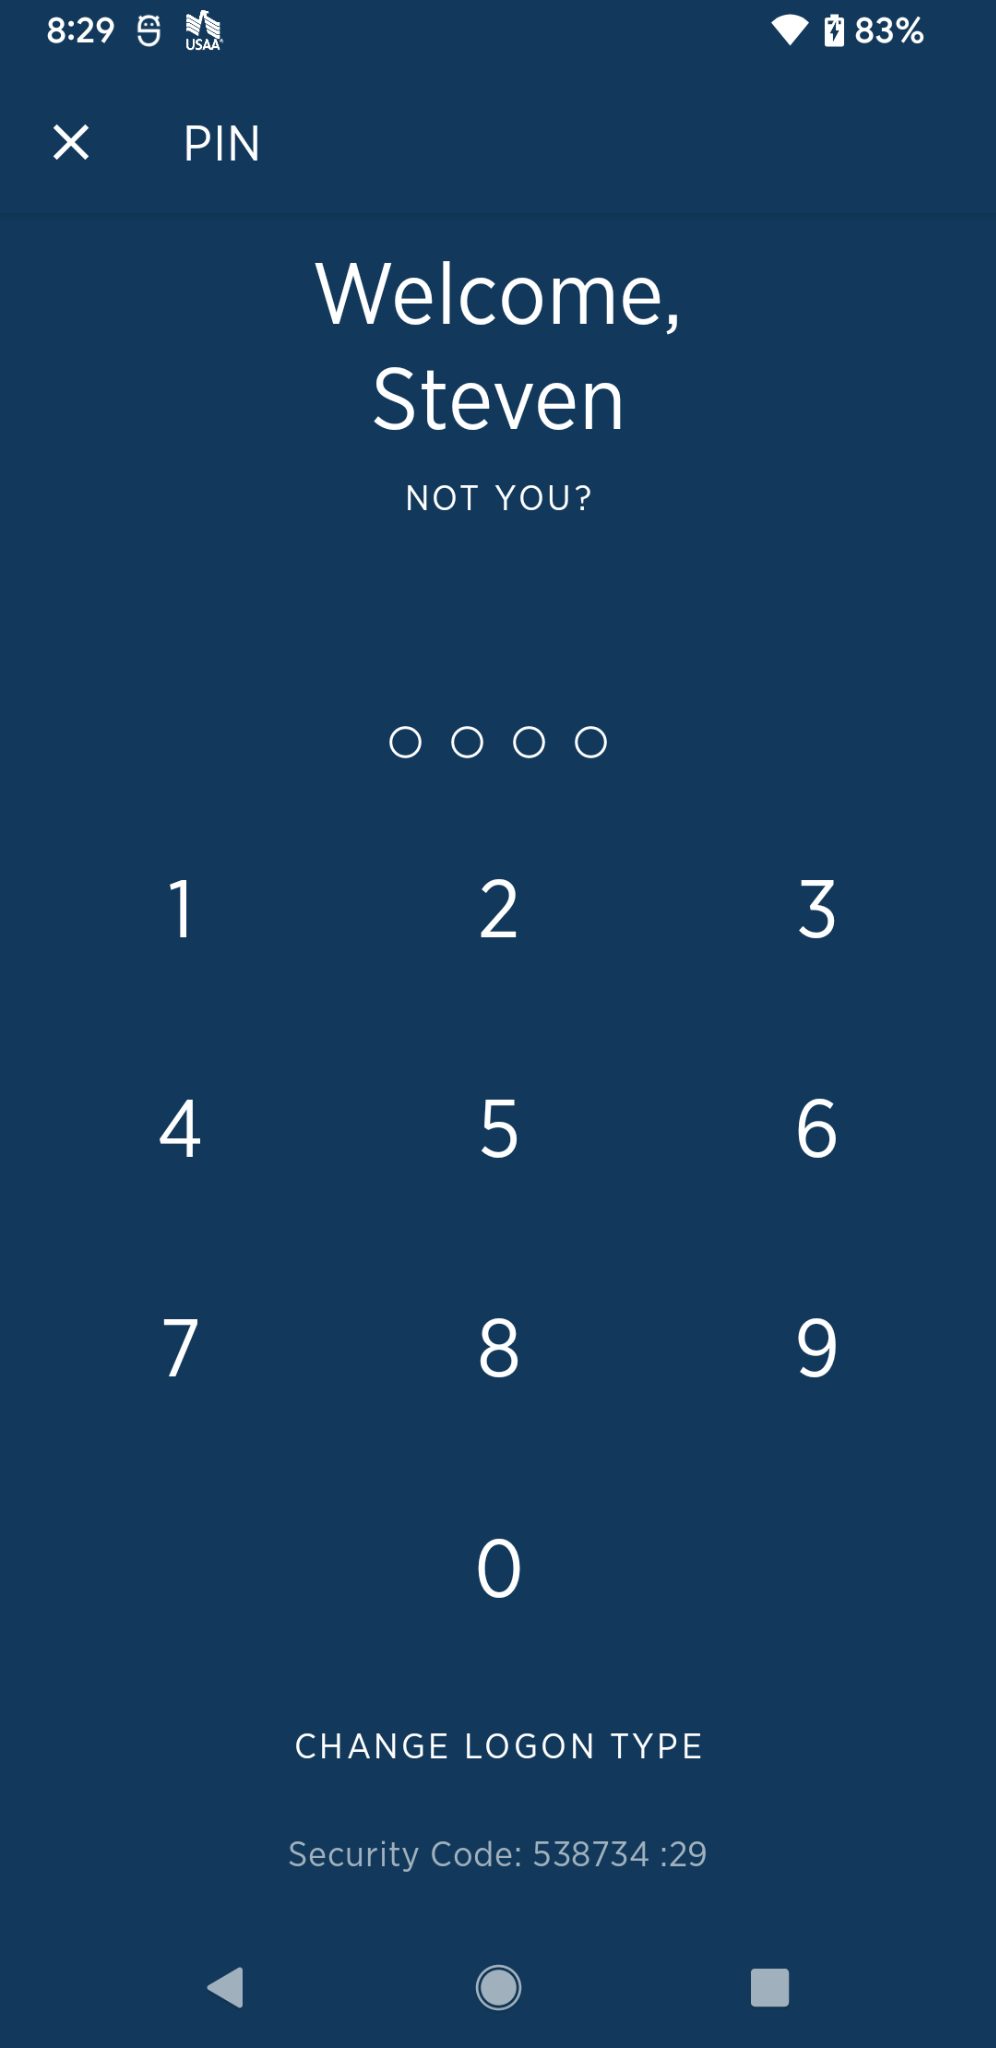 8:29 USAA 83%
PIN
Welcome,
Steven
NOT YOU?
1 2 3
4 5 6
7 8 9
0
CHANGE LOGON TYPE
Security Code: 538734 :29